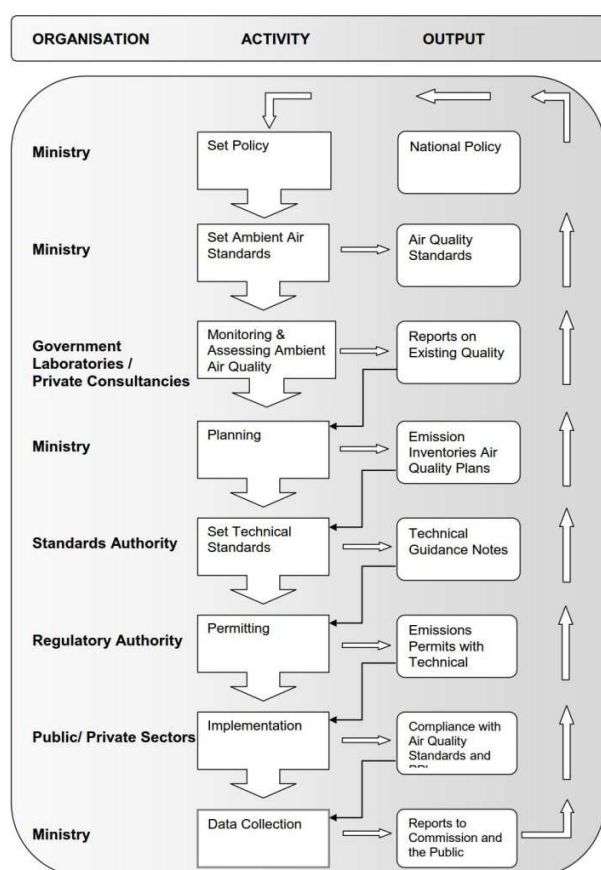 ORGANISATION ACTIVITY OUTPUT
Ministry
Set Policy
National Policy
Ministry
Set Ambient Air
Standards
Air Quality
Standards
Government
Laboratories /
Private Consultancies
Monitoring &
Assessing Ambient
Air Quality
Reports on
Existing Quality
Ministry
Planning
Emission
Inventories Air
Quality Plans
Standards Authority
Set Technical
Standards
Technical
Guidance Notes
Regulatory Authority
Permitting
Emissions
Permits with
Technical
Public/ Private Sectors
Implementation
Compliance with
Air Quality
Standards and
Ministry
Data Collection
Reports to
Commission and
the Public